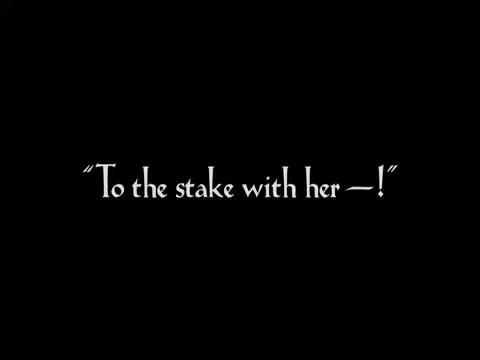 “To the stake with her —!”